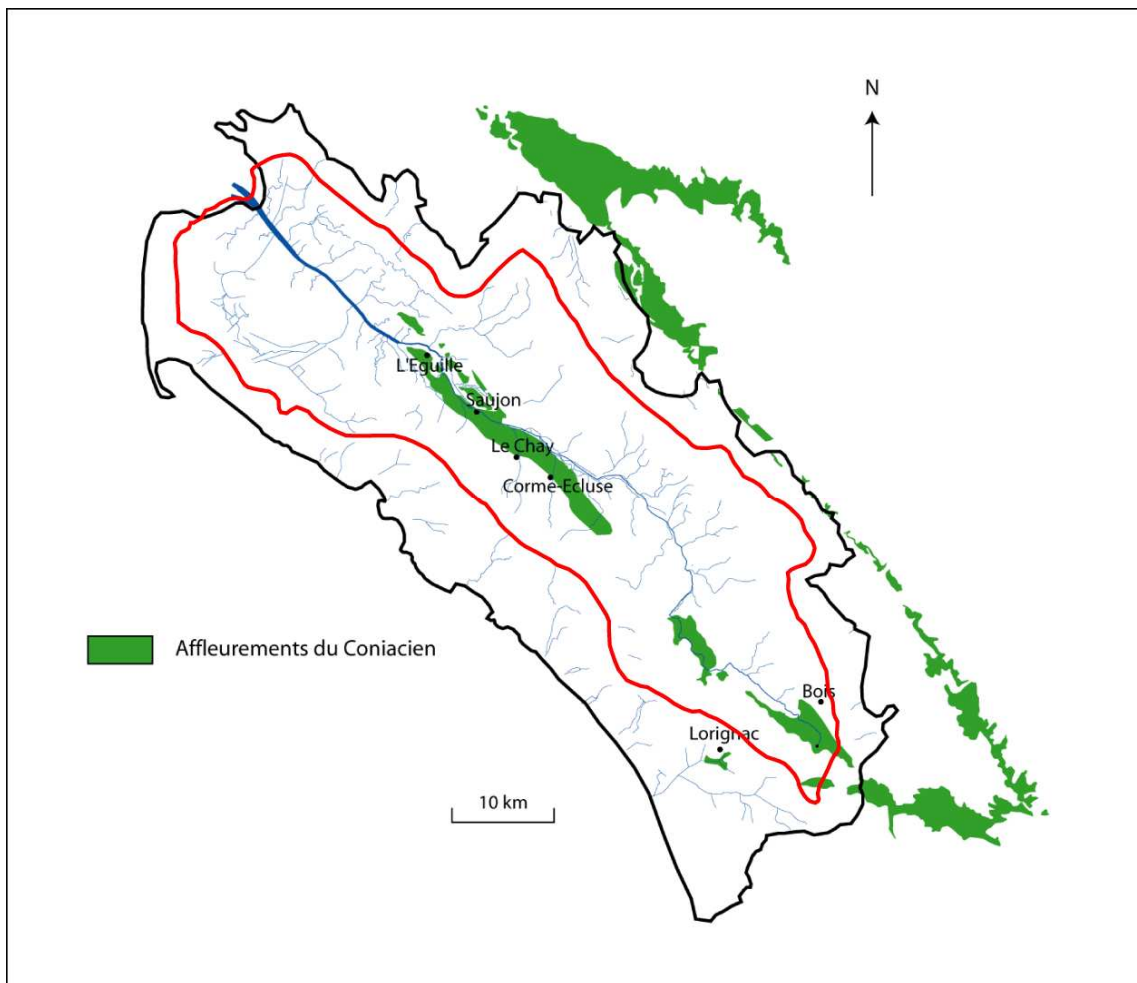 N
L'Eguille
Saujon
Le Chay
Corme-Ecluse
Affleurements du Coniacien
Bois
Lorignac
10 km